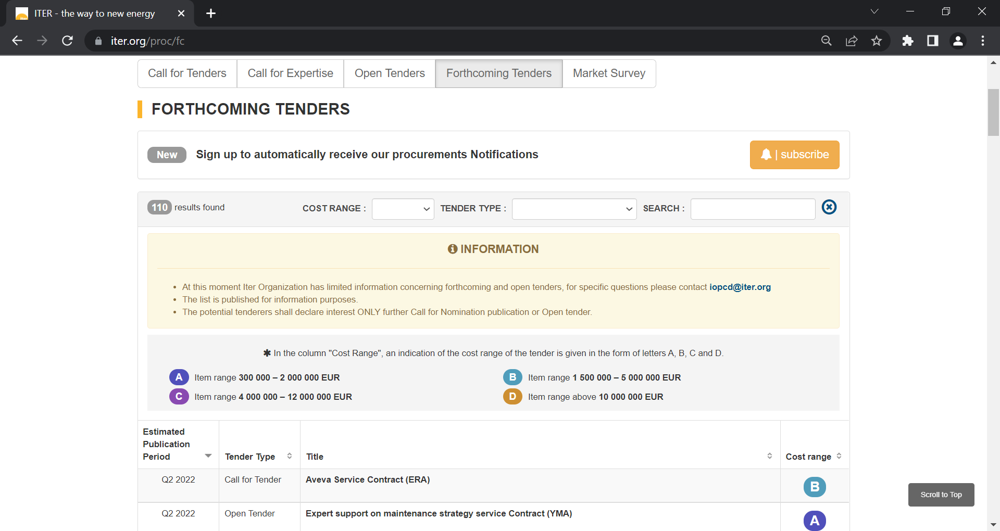 ITER - the way to new energy
iter.org/proc/fc
Call for Tenders
Call for Expertise
Open Tenders
Forthcoming Tenders
Market Survey
FORTHCOMING TENDERS
New
Sign up to automatically receive our procurements Notifications
| subscribe
110 results found
COST RANGE :
TENDER TYPE :
SEARCH :
INFORMATION
• At this moment Iter Organization has limited information concerning forthcoming and open tenders, for specific questions please contact iopcd@iter.org
• The list is published for information purposes.
• The potential tenderers shall declare interest ONLY further Call for Nomination publication or Open tender.
✱ In the column "Cost Range", an indication of the cost range of the tender is given in the form of letters A, B, C and D.
A Item range 300 000 – 2 000 000 EUR
B Item range 1 500 000 – 5 000 000 EUR
C Item range 4 000 000 – 12 000 000 EUR
D Item range above 10 000 000 EUR
Estimated
Publication
Period
Tender Type
Title
Cost range
Q2 2022
Call for Tender
Aveva Service Contract (ERA)
B
Q2 2022
Open Tender
Expert support on maintenance strategy service Contract (YMA)
A
Scroll to Top